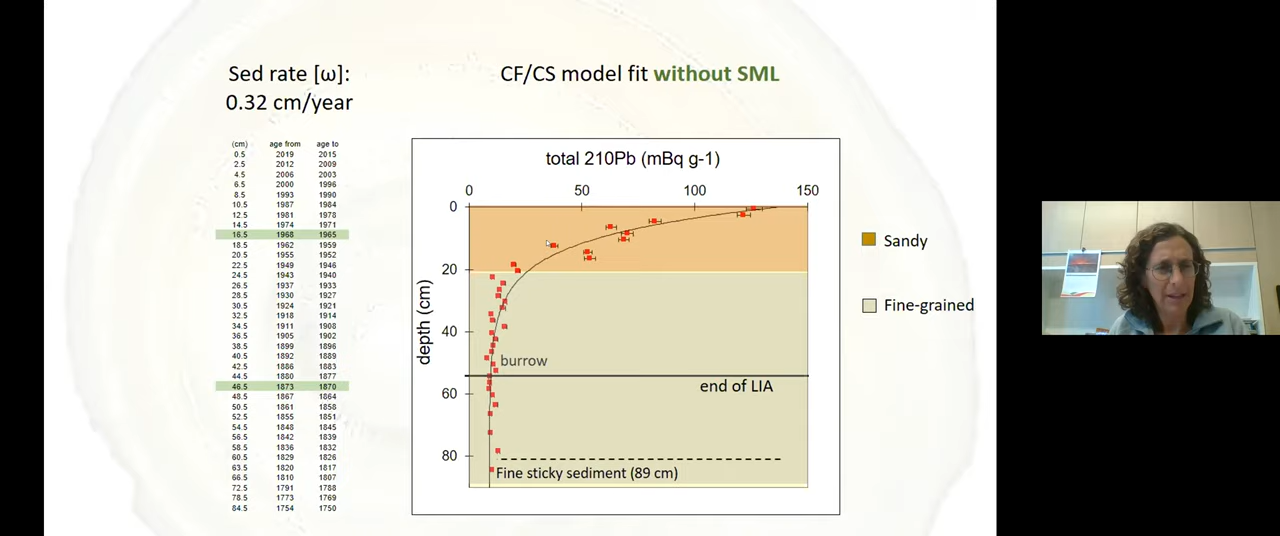 Sed rate [ω]:
0.32 cm/year
CF/CS model fit without SML
(cm) age from age to
0.5 2019 2015
2.5 2012 2009
4.5 2006 2003
6.5 2000 1996
8.5 1993 1990
10.5 1987 1984
12.5 1981 1978
14.5 1974 1971
16.5 1968 1965
18.5 1962 1959
20.5 1955 1952
22.5 1949 1946
24.5 1943 1940
26.5 1937 1933
28.5 1930 1927
30.5 1924 1921
32.5 1918 1914
34.5 1911 1908
36.5 1905 1902
38.5 1899 1896
40.5 1892 1889
42.5 1886 1883
44.5 1880 1877
46.5 1873 1870
48.5 1867 1864
50.5 1861 1858
52.5 1855 1851
54.5 1848 1845
56.5 1842 1839
58.5 1836 1832
60.5 1829 1826
63.5 1820 1817
66.5 1810 1807
72.5 1791 1788
78.5 1773 1769
84.5 1754 1750
total 210Pb (mBq g-1)
0 50 100 150
0
20
40
60
80
depth (cm)
burrow
end of LIA
Fine sticky sediment (89 cm)
Sandy
Fine-grained